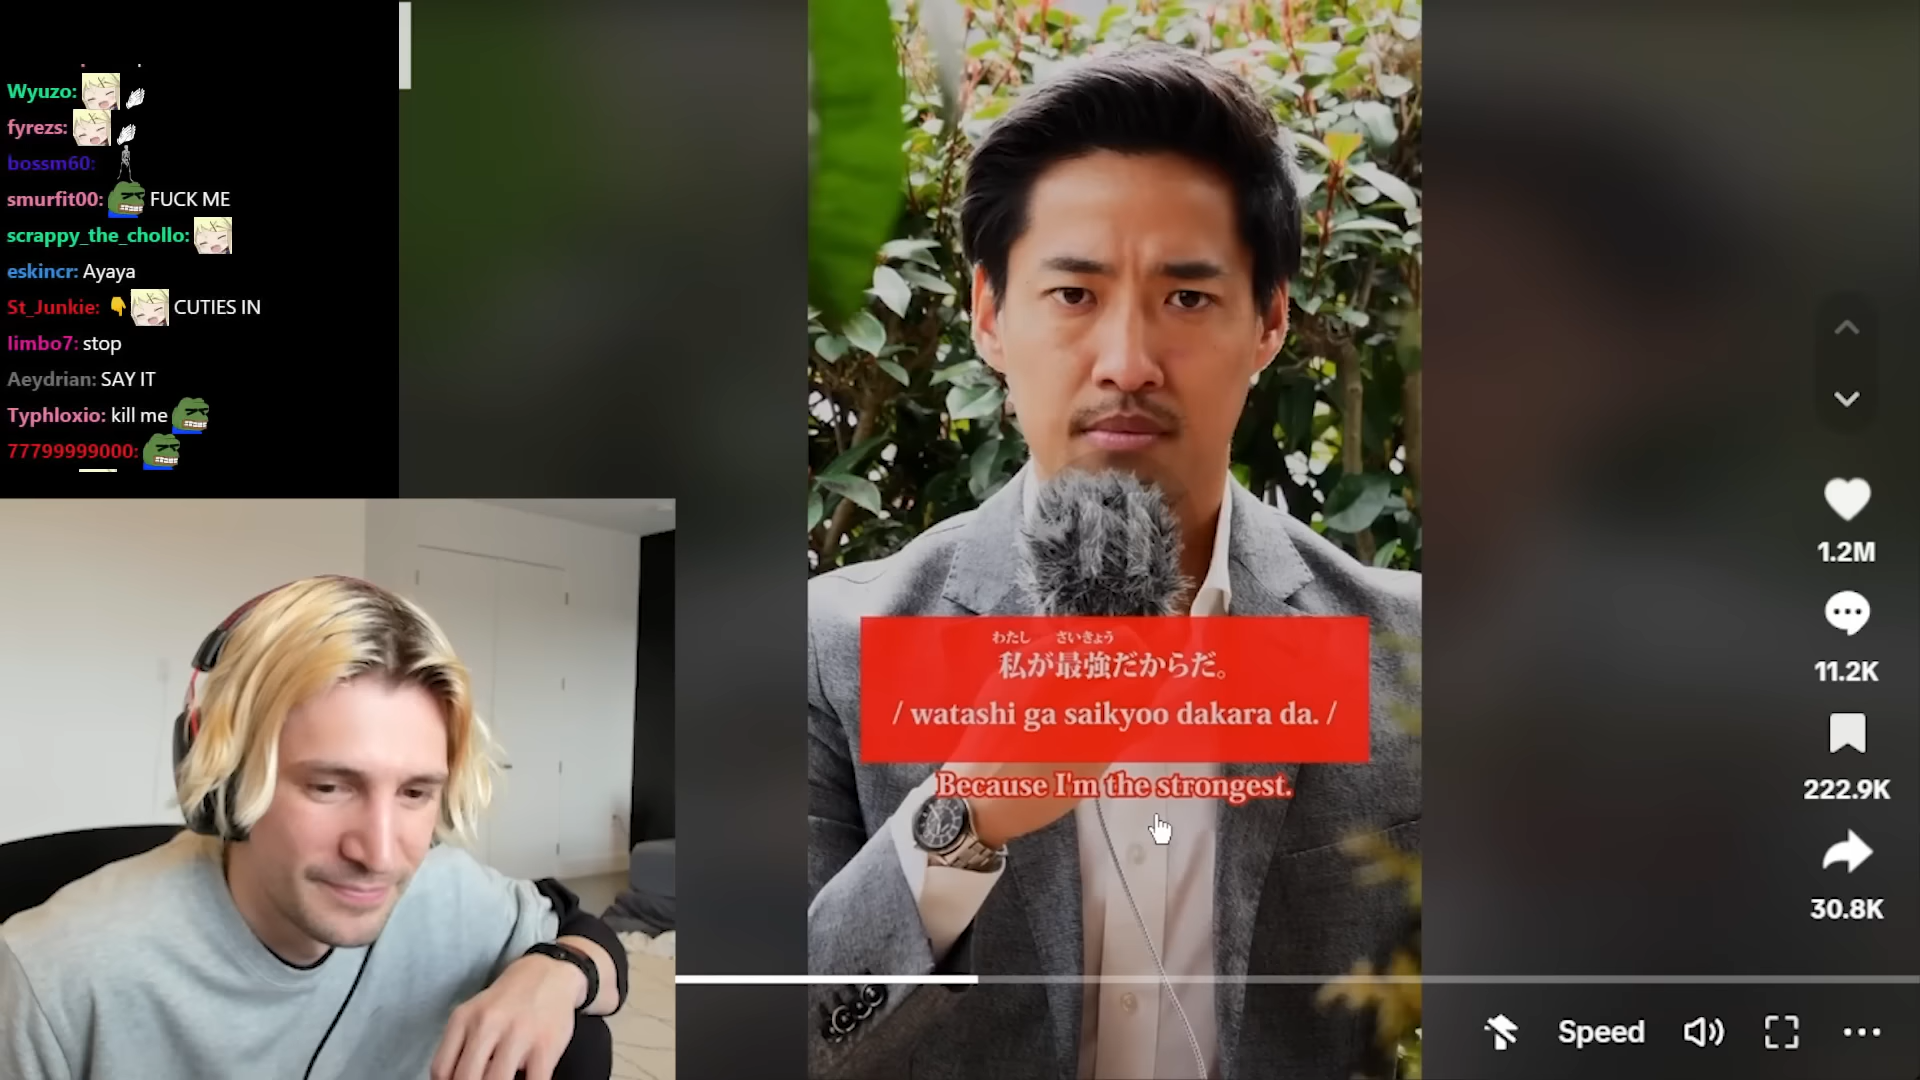 Wyuzo:
fyrezs:
bossm60:
smurfit00: FUCK ME
scrappy_the_chollo:
eskincr: Ayaya
St_Junkie: CUTIES IN
limbo7: stop
Aeydrian: SAY IT
Typhloxio: kill me
77799999000:
わたし さいきょう
私が最強だからだ。
/ watashi ga saikyoo dakara da. /
Because I'm the strongest.
1.2M
11.2K
222.9K
30.8K
Speed